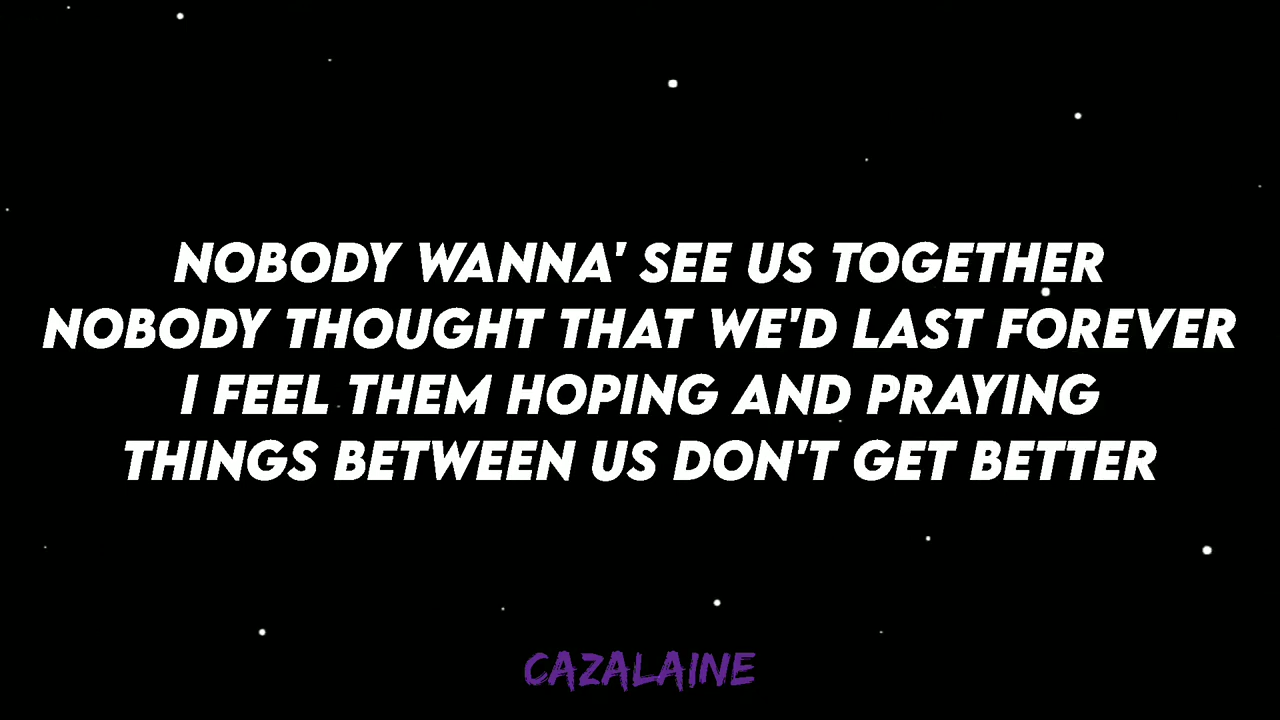 NOBODY WANNA' SEE US TOGETHER
NOBODY THOUGHT THAT WE'D LAST FOREVER
I FEEL THEM HOPING AND PRAYING
THINGS BETWEEN US DON'T GET BETTER
CAZALAINE